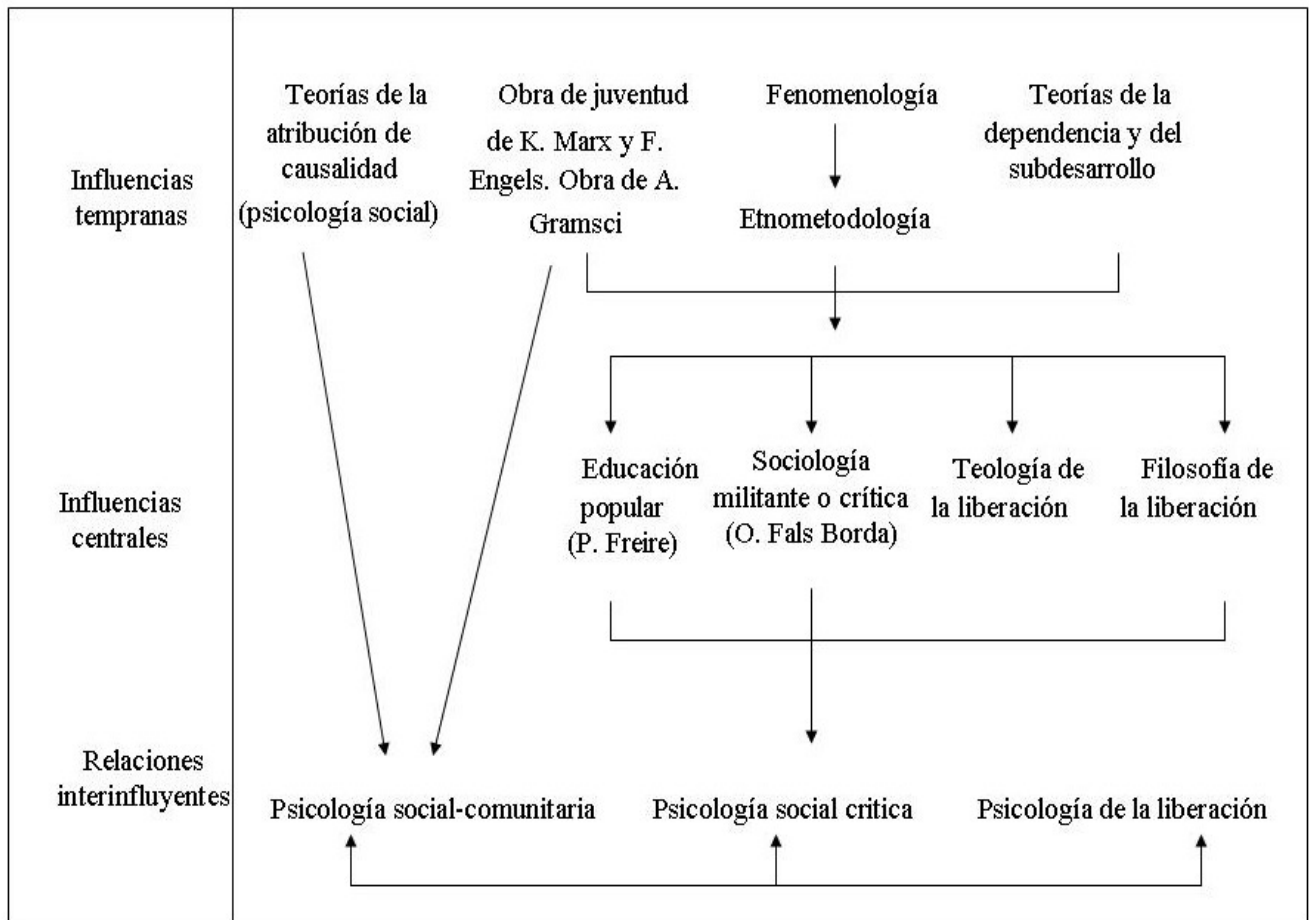 Influencias
tempranas
Teorías de la
atribución de
causalidad
(psicología social)
Obra de juventud
de K. Marx y F.
Engels. Obra de A.
Gramsci
Fenomenología
Etnometodología
Teorías de la
dependencia y del
subdesarrollo
Influencias
centrales
Educación
popular
(P. Freire)
Sociología
militante o crítica
(O. Fals Borda)
Teología de
la liberación
Filosofía de
la liberación
Relaciones
interinfluyentes
Psicología social-comunitaria
Psicología social critica
Psicología de la liberación